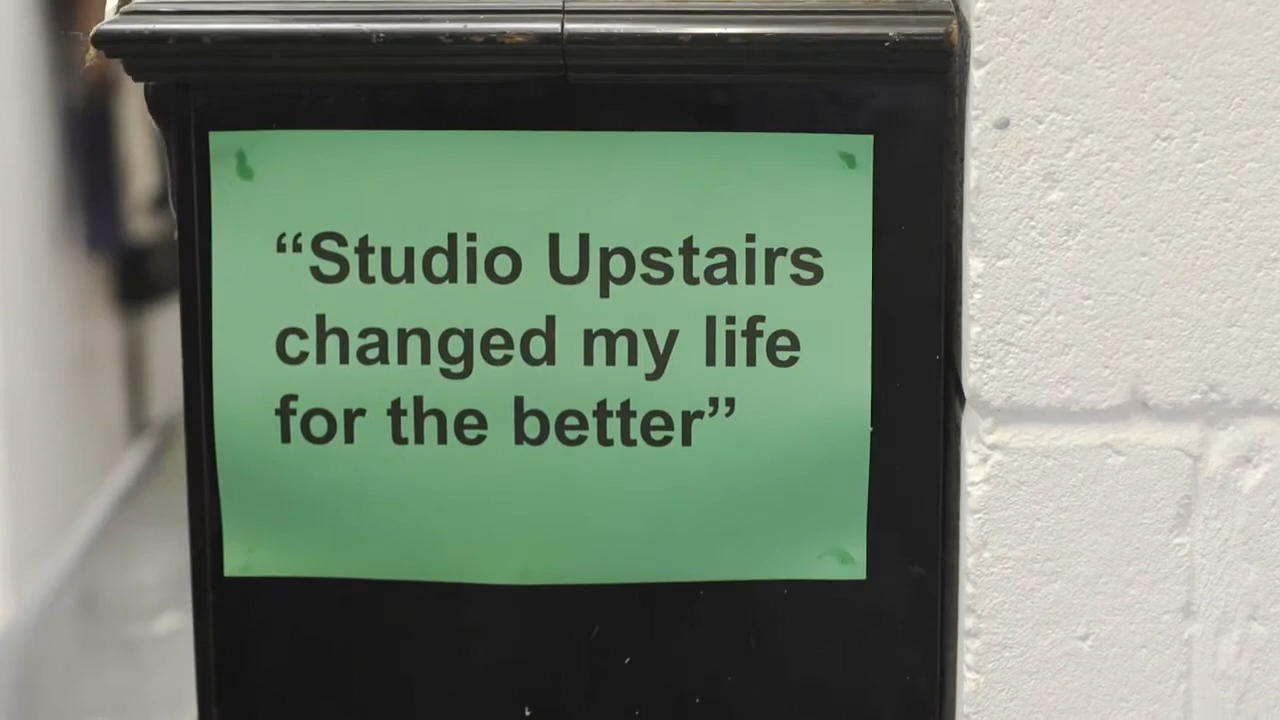 “Studio Upstairs
changed my life
for the better”